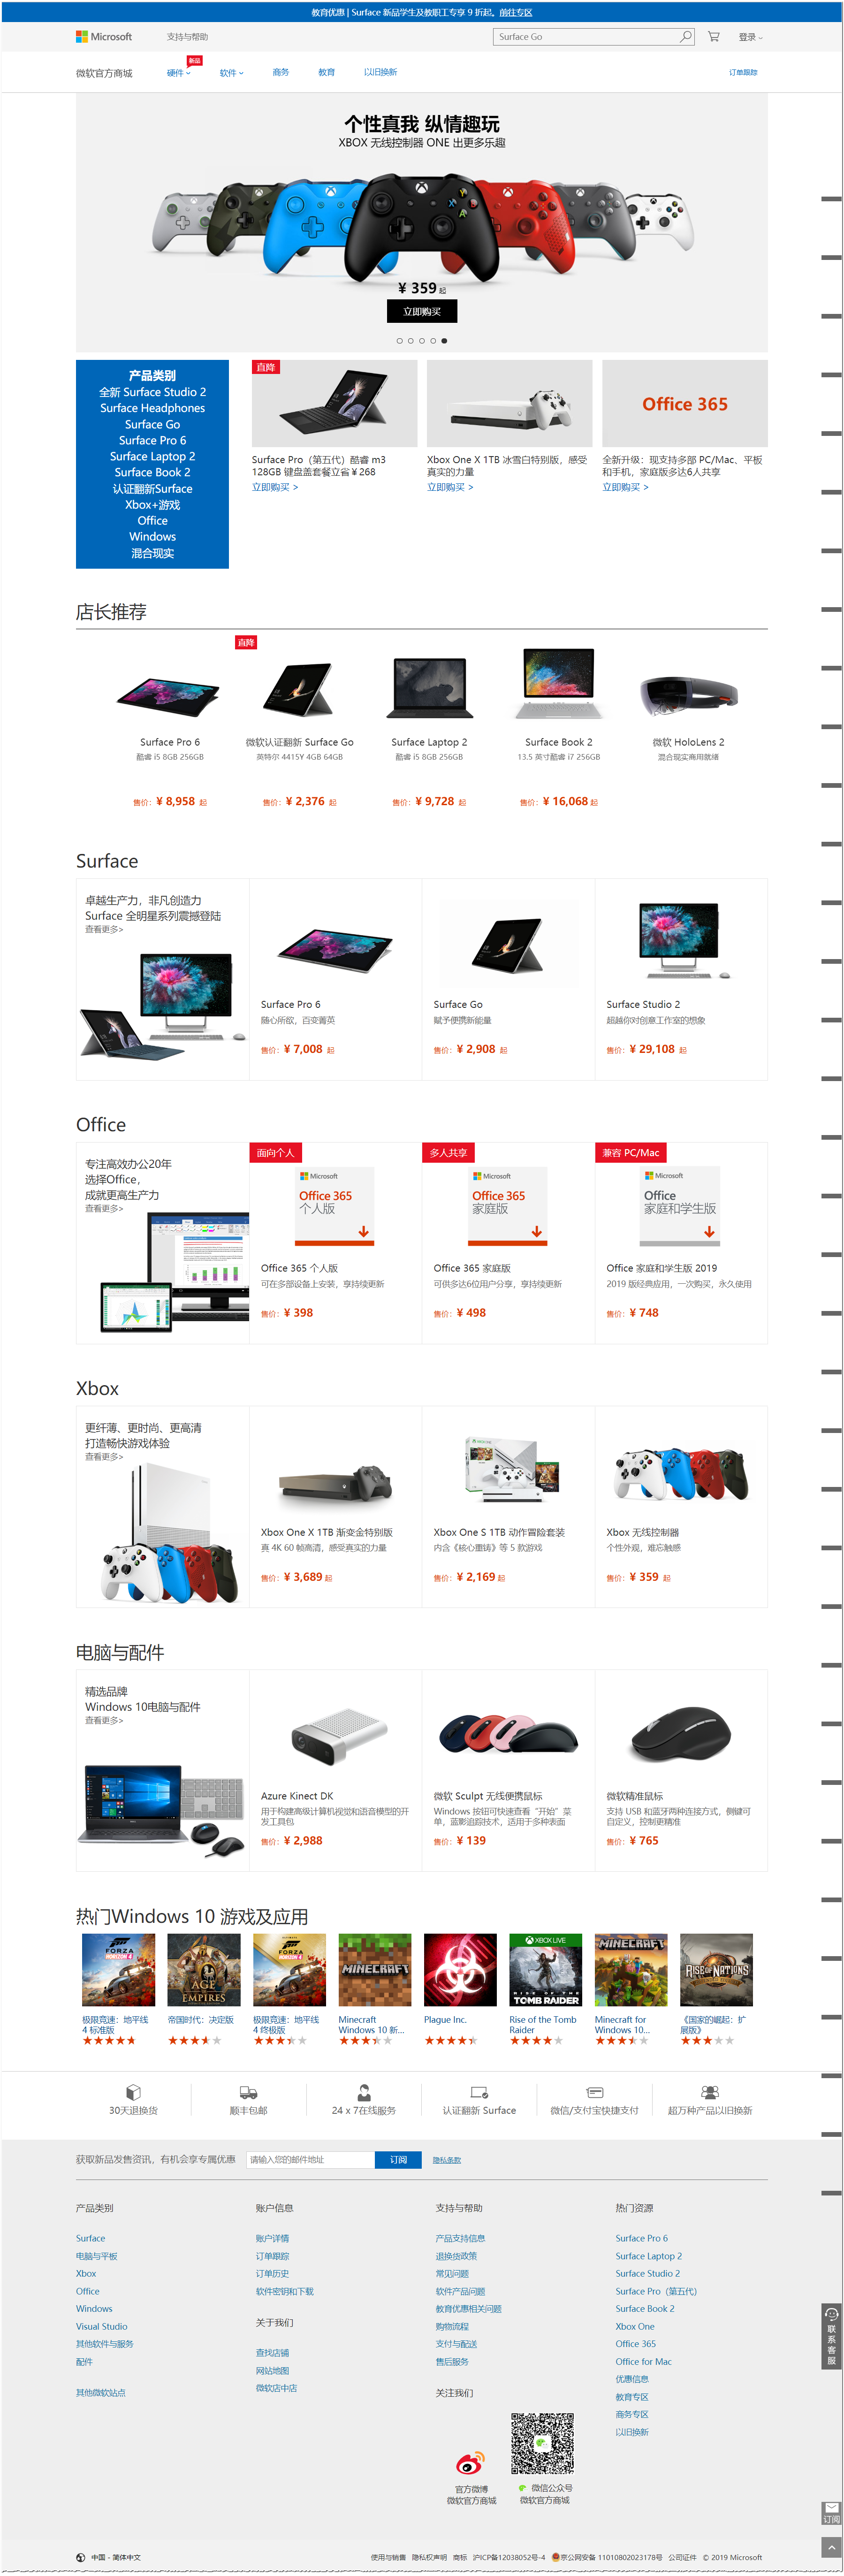 教育优惠 | Surface 新品学生及教职工专享 9 折起。前往专区
Microsoft
支持与帮助
Surface Go
登录
微软官方商城
硬件
新品
软件
商务
教育
以旧换新
订单跟踪
个性真我 纵情趣玩
XBOX 无线控制器 ONE 出更多乐趣
¥ 359 起
立即购买
产品类别
全新 Surface Studio 2
Surface Headphones
Surface Go
Surface Pro 6
Surface Laptop 2
Surface Book 2
认证翻新Surface
Xbox+游戏
Office
Windows
混合现实
直降
Surface Pro（第五代）酷睿 m3
128GB 键盘盖套餐立省￥268
立即购买 >
Xbox One X 1TB 冰雪白特别版，感受
真实的力量
立即购买 >
Office 365
全新升级：现支持多部 PC/Mac、平板
和手机，家庭版多达6人共享
立即购买 >
店长推荐
Surface Pro 6
酷睿 i5 8GB 256GB
售价: ¥ 8,958 起
直降
微软认证翻新 Surface Go
英特尔 4415Y 4GB 64GB
售价: ¥ 2,376 起
Surface Laptop 2
酷睿 i5 8GB 256GB
售价: ¥ 9,728 起
Surface Book 2
13.5 英寸酷睿 i7 256GB
售价: ¥ 16,068 起
微软 HoloLens 2
混合现实商用就绪
Surface
卓越生产力，非凡创造力
Surface 全明星系列震撼登陆
查看更多>
Surface Pro 6
随心所欲，百变菁英
售价: ¥ 7,008 起
Surface Go
赋予便携新能量
售价: ¥ 2,908 起
Surface Studio 2
超越你对创意工作室的想象
售价: ¥ 29,108 起
Office
专注高效办公20年
选择Office，
成就更高生产力
查看更多>
面向个人
Microsoft
Office 365
个人版
Office 365 个人版
可在多部设备上安装，享持续更新
售价: ¥ 398
多人共享
Microsoft
Office 365
家庭版
Office 365 家庭版
可供多达6位用户分享，享持续更新
售价: ¥ 498
兼容 PC/Mac
Microsoft
Office
家庭和学生版
Office 家庭和学生版 2019
2019 版经典应用，一次购买，永久使用
售价: ¥ 748
Xbox
更纤薄、更时尚、更高清
打造畅快游戏体验
查看更多>
Xbox One X 1TB 渐变金特别版
真 4K 60 帧高清，感受真实的力量
售价: ¥ 3,689 起
Xbox One S 1TB 动作冒险套装
内含《核心重铸》等 5 款游戏
售价: ¥ 2,169 起
Xbox 无线控制器
个性外观，难忘触感
售价: ¥ 359 起
电脑与配件
精选品牌
Windows 10电脑与配件
查看更多>
Azure Kinect DK
用于构建高级计算机视觉和语音模型的开
发工具包
售价: ¥ 2,988
微软 Sculpt 无线便携鼠标
Windows 按钮可快速查看“开始”菜
单，蓝影追踪技术，适用于多种表面
售价: ¥ 139
微软精准鼠标
支持 USB 和蓝牙两种连接方式，侧键可
自定义，控制更精准
售价: ¥ 765
热门Windows 10 游戏及应用
FORZA
HORIZON 4
极限竞速：地平线
4 标准版
AGE OF
EMPIRES
帝国时代：决定版
FORZA
HORIZON 4
极限竞速：地平线
4 终极版
MINECRAFT
Minecraft
Windows 10 新...
Plague Inc.
XBOX LIVE
RISE OF THE
TOMB RAIDER
Rise of the Tomb
Raider
MINECRAFT
Minecraft for
Windows 10...
RISE OF NATIONS
《国家的崛起：扩
展版》
30天退换货
顺丰包邮
24 x 7在线服务
认证翻新 Surface
微信/支付宝快捷支付
超万种产品以旧换新
获取新品发售资讯，有机会享专属优惠
请输入您的邮件地址
订阅
隐私条款
产品类别
Surface
电脑与平板
Xbox
Office
Windows
Visual Studio
其他软件与服务
配件
其他微软站点
账户信息
账户详情
订单跟踪
订单历史
软件密钥和下载
关于我们
查找店铺
网站地图
微软店中店
支持与帮助
产品支持信息
退换货政策
常见问题
软件产品问题
教育优惠相关问题
购物流程
支付与配送
售后服务
关注我们
官方微博
微软官方商城
微信公众号
微软官方商城
热门资源
Surface Pro 6
Surface Laptop 2
Surface Studio 2
Surface Pro（第五代）
Surface Book 2
Xbox One
Office 365
Office for Mac
优惠信息
教育专区
商务专区
以旧换新
联系客服
订阅
中国 - 简体中文
使用与销售 隐私权声明 商标 沪ICP备12038052号-4 京公网安备 11010802023178号 公司证件 © 2019 Microsoft